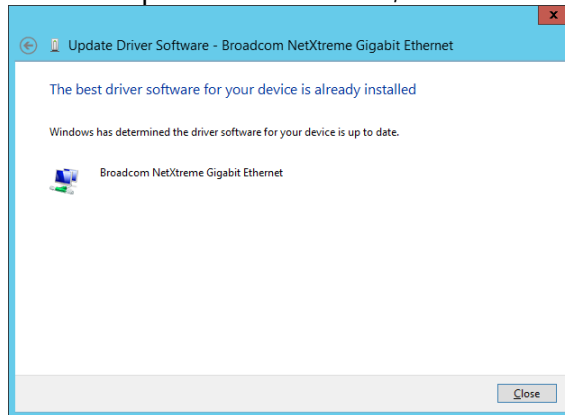 x
Update Driver Software - Broadcom NetXtreme Gigabit Ethernet
The best driver software for your device is already installed
Windows has determined the driver software for your device is up to date.
Broadcom NetXtreme Gigabit Ethernet
Close